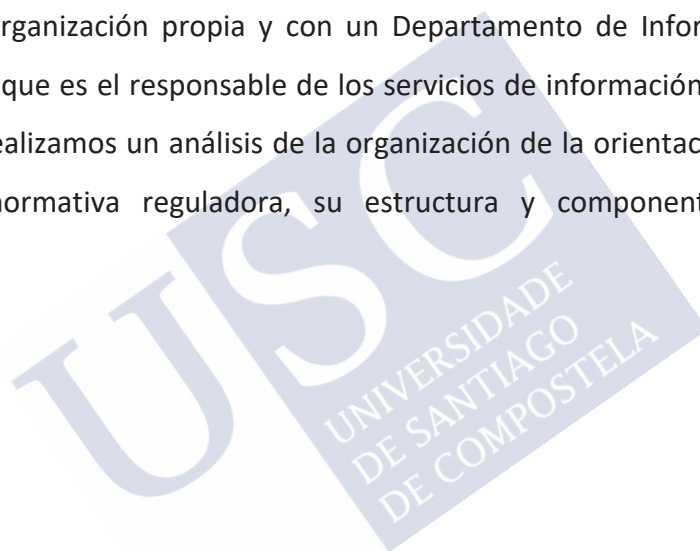 rganización propia y con un Departamento de Infor
que es el responsable de los servicios de información
ealizamos un análisis de la organización de la orientac
normativa reguladora, su estructura y component
USC
UNIVERSIDADE
DE SANTIAGO
DE COMPOSTELA